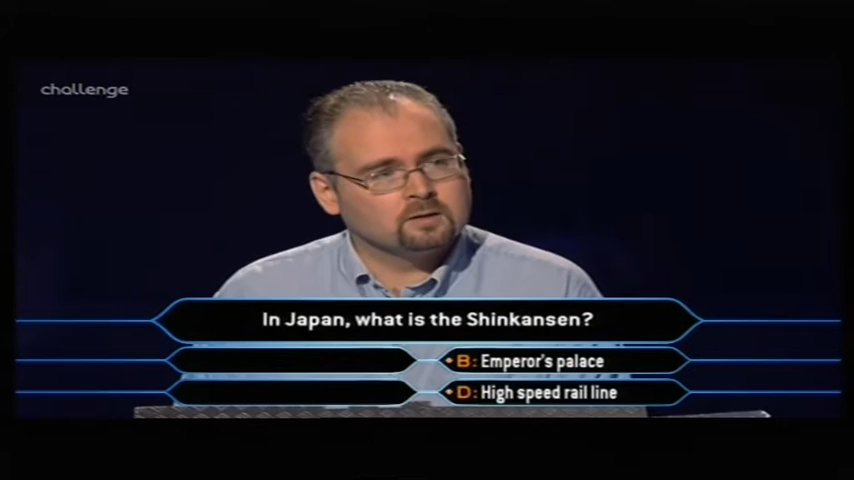 challenge
In Japan, what is the Shinkansen?
B: Emperor's palace
D: High speed rail line